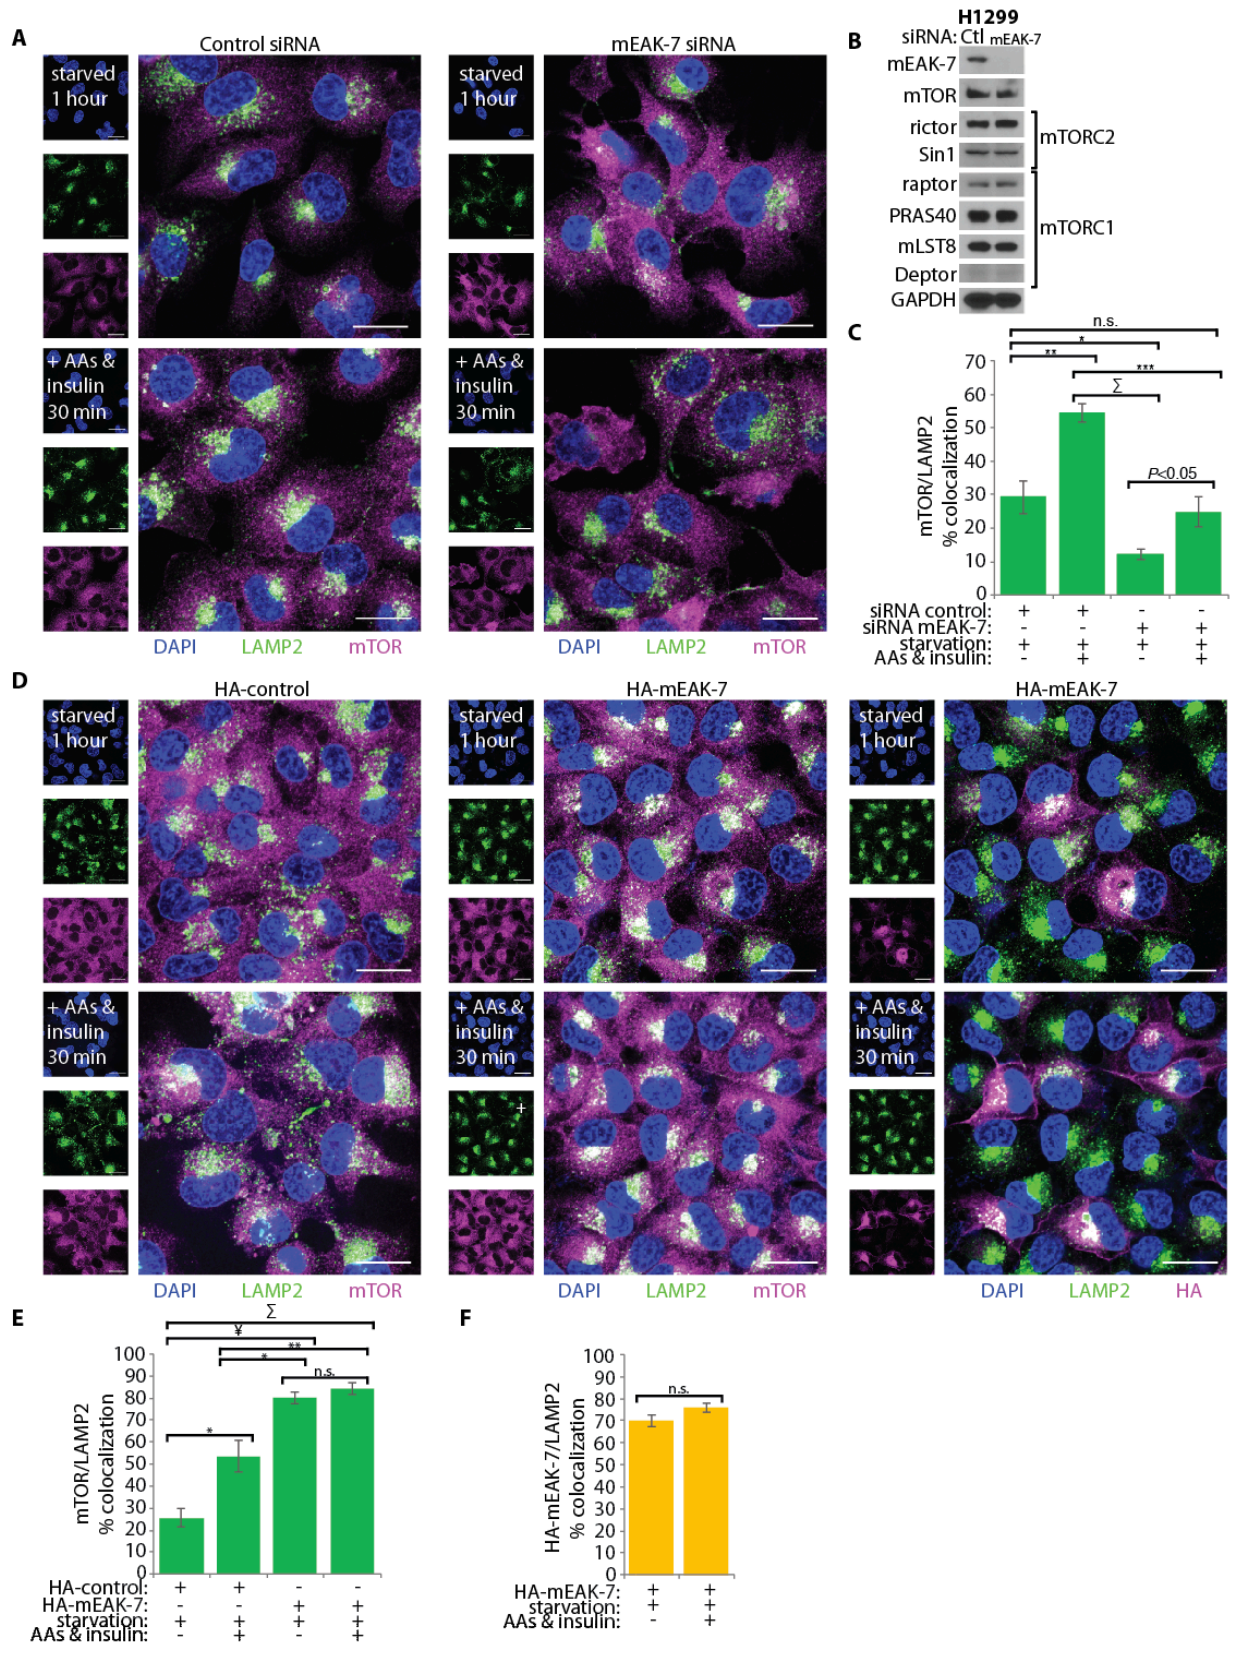 A
Control siRNA
mEAK-7 siRNA
starved
1 hour
starved
1 hour
+ AAs &
insulin
30 min
+ AAs &
insulin
30 min
DAPI LAMP2 mTOR
DAPI LAMP2 mTOR
B
H1299
siRNA: Ctl mEAK-7
mEAK-7
mTOR
rictor
Sin1
mTORC2
raptor
PRAS40
mLST8
Deptor
mTORC1
GAPDH
C
n.s.
*
**
***
∑
P<0.05
mTOR/LAMP2
% colocalization
70
60
50
40
30
20
10
0
siRNA control: + + - -
siRNA mEAK-7: - - + +
starvation: + + + +
AAs & insulin: - + - +
D
HA-control
HA-mEAK-7
HA-mEAK-7
starved
1 hour
starved
1 hour
starved
1 hour
+ AAs &
insulin
30 min
+ AAs &
insulin
30 min
+
+ AAs &
insulin
30 min
DAPI LAMP2 mTOR
DAPI LAMP2 mTOR
DAPI LAMP2 HA
E
∑
¥
**
*
n.s.
*
mTOR/LAMP2
% colocalization
100
90
80
70
60
50
40
30
20
10
0
HA-control: + + - -
HA-mEAK-7: - - + +
starvation: + + + +
AAs & insulin: - + - +
F
n.s.
HA-mEAK-7/LAMP2
% colocalization
100
90
80
70
60
50
40
30
20
10
0
HA-mEAK-7: + +
starvation: + +
AAs & insulin: - +